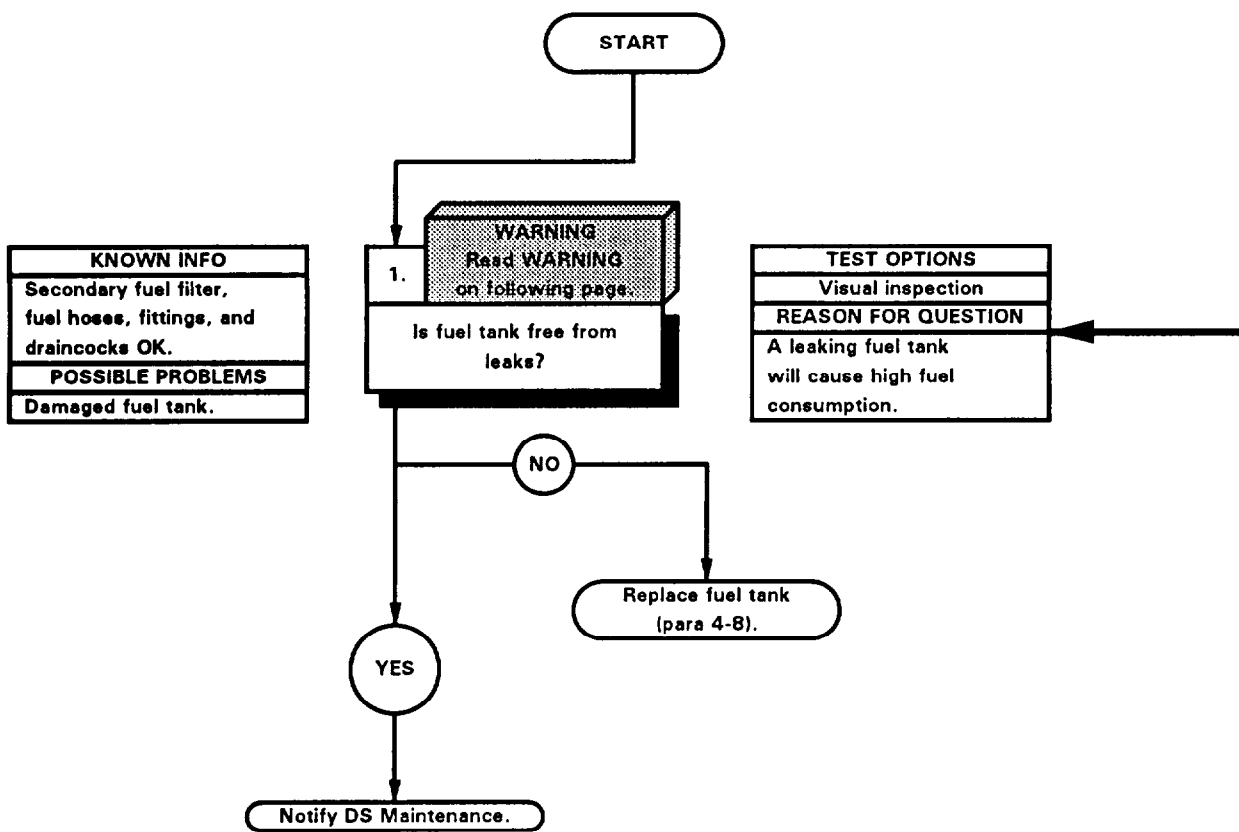 START
WARNING
Read WARNING
on following page.
1.
Is fuel tank free from
leaks?
KNOWN INFO
Secondary fuel filter,
fuel hoses, fittings, and
draincocks OK.
POSSIBLE PROBLEMS
Damaged fuel tank.
TEST OPTIONS
Visual inspection
REASON FOR QUESTION
A leaking fuel tank
will cause high fuel
consumption.
NO
Replace fuel tank
(para 4-8).
YES
Notify DS Maintenance.